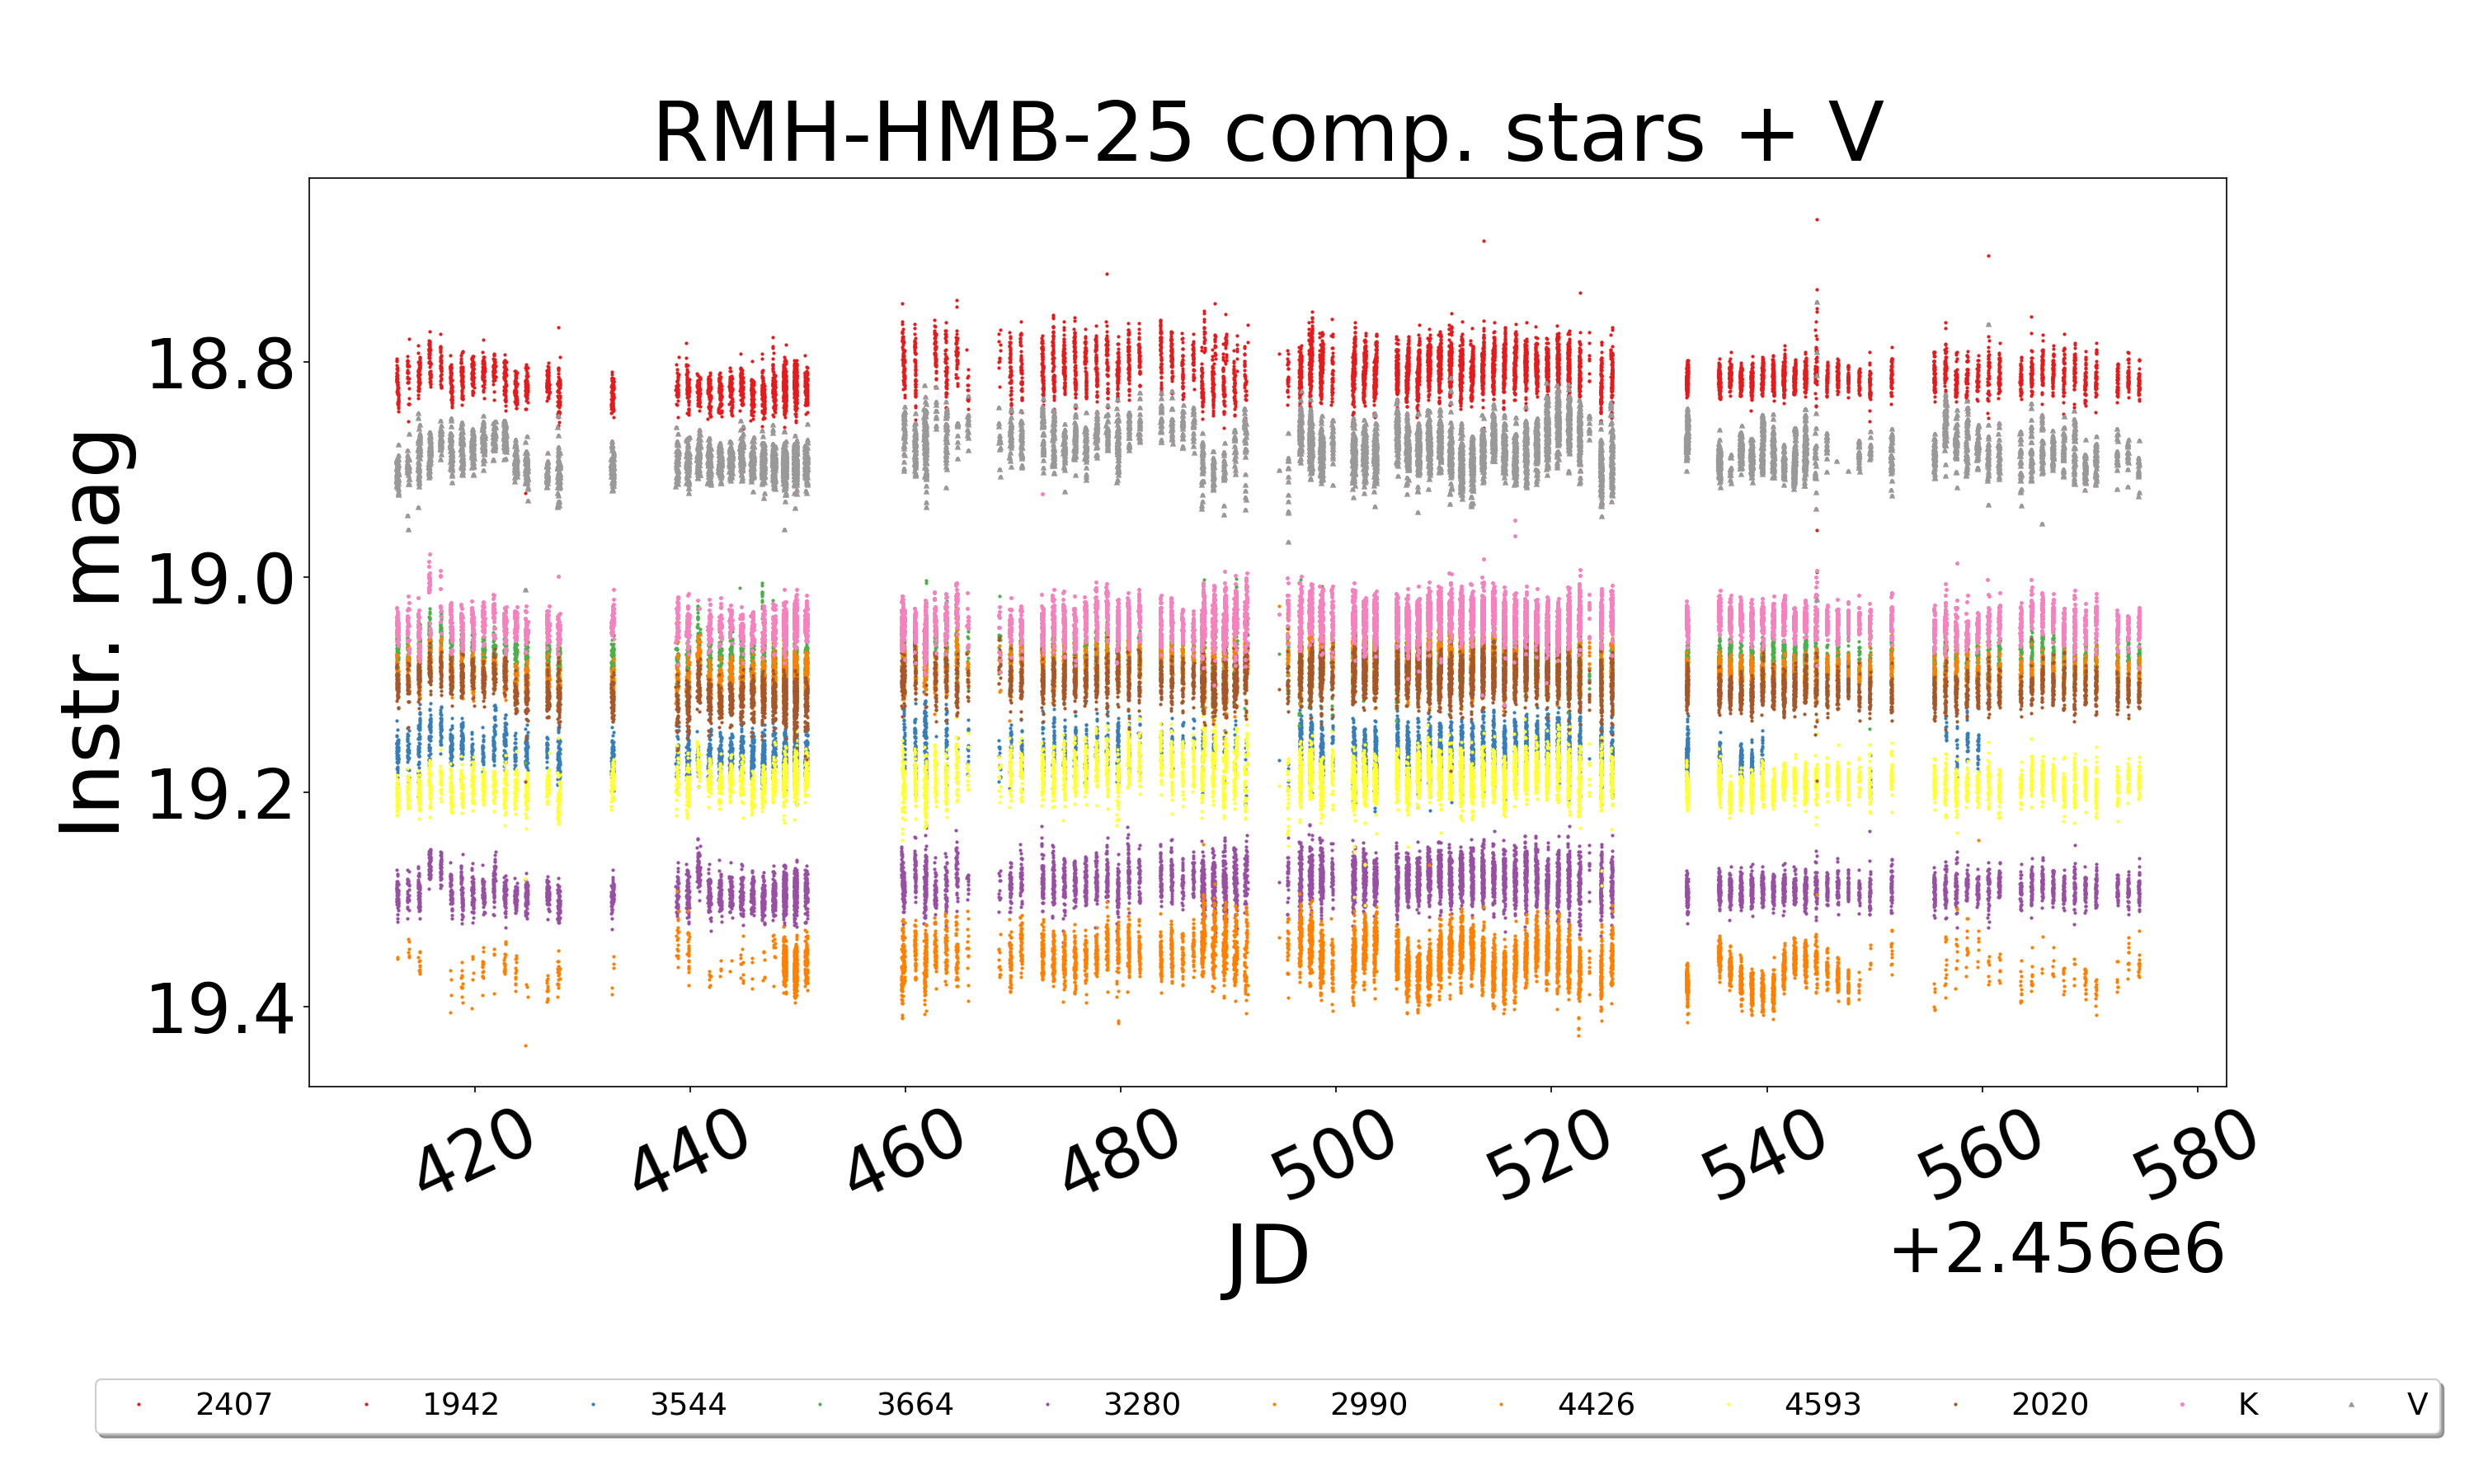 RMH-HMB-25 comp. stars + V
Instr. mag
18.8
19.0
19.2
19.4
420 440 460 480 500 520 540 560 580
JD
+2.456e6
2407 1942 3544 3664 3280 2990 4426 4593 2020 K V